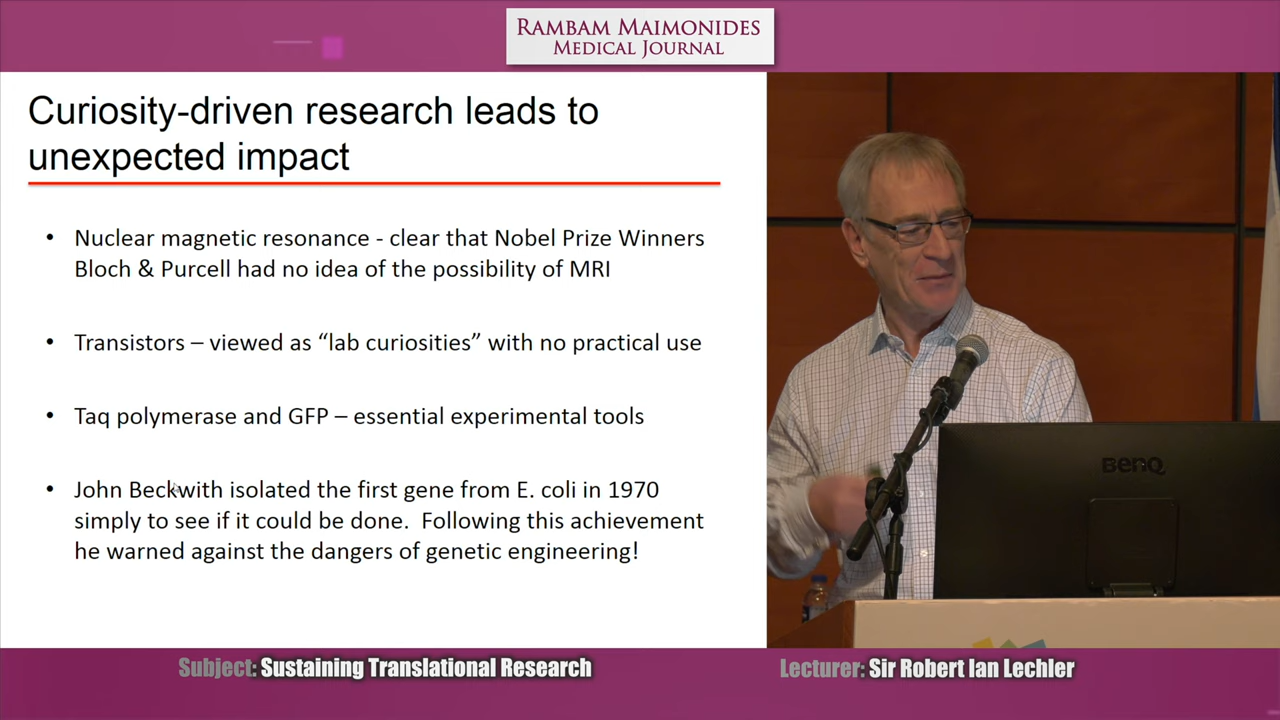 RAMBAM MAIMONIDES
MEDICAL JOURNAL
Curiosity-driven research leads to
unexpected impact
• Nuclear magnetic resonance - clear that Nobel Prize Winners
Bloch & Purcell had no idea of the possibility of MRI
• Transistors – viewed as “lab curiosities” with no practical use
• Taq polymerase and GFP – essential experimental tools
• John Beckwith isolated the first gene from E. coli in 1970
simply to see if it could be done. Following this achievement
he warned against the dangers of genetic engineering!
BENQ
Subject: Sustaining Translational Research
Lecturer: Sir Robert Ian Lechler